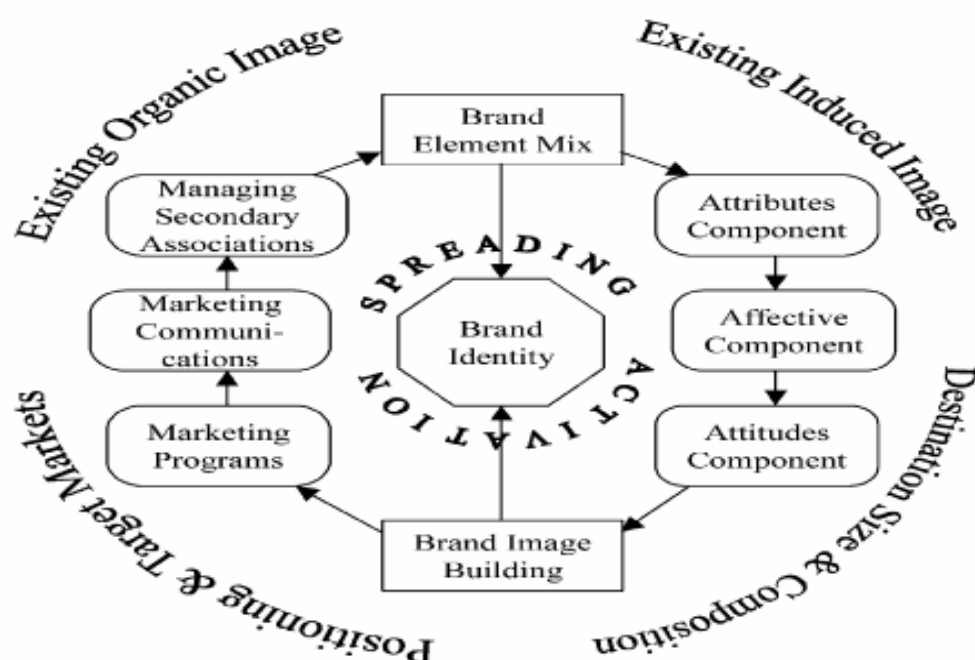 Existing Organic Image
Existing Induced Image
Brand
Element Mix
Managing
Secondary
Associations
Attributes
Component
SPREADING
Marketing
Communi-
cations
Brand
Identity
Affective
Component
ACTIVATION
Marketing
Programs
Attitudes
Component
Brand Image
Building
Positioning & Target Markets
Destination Size & Composition